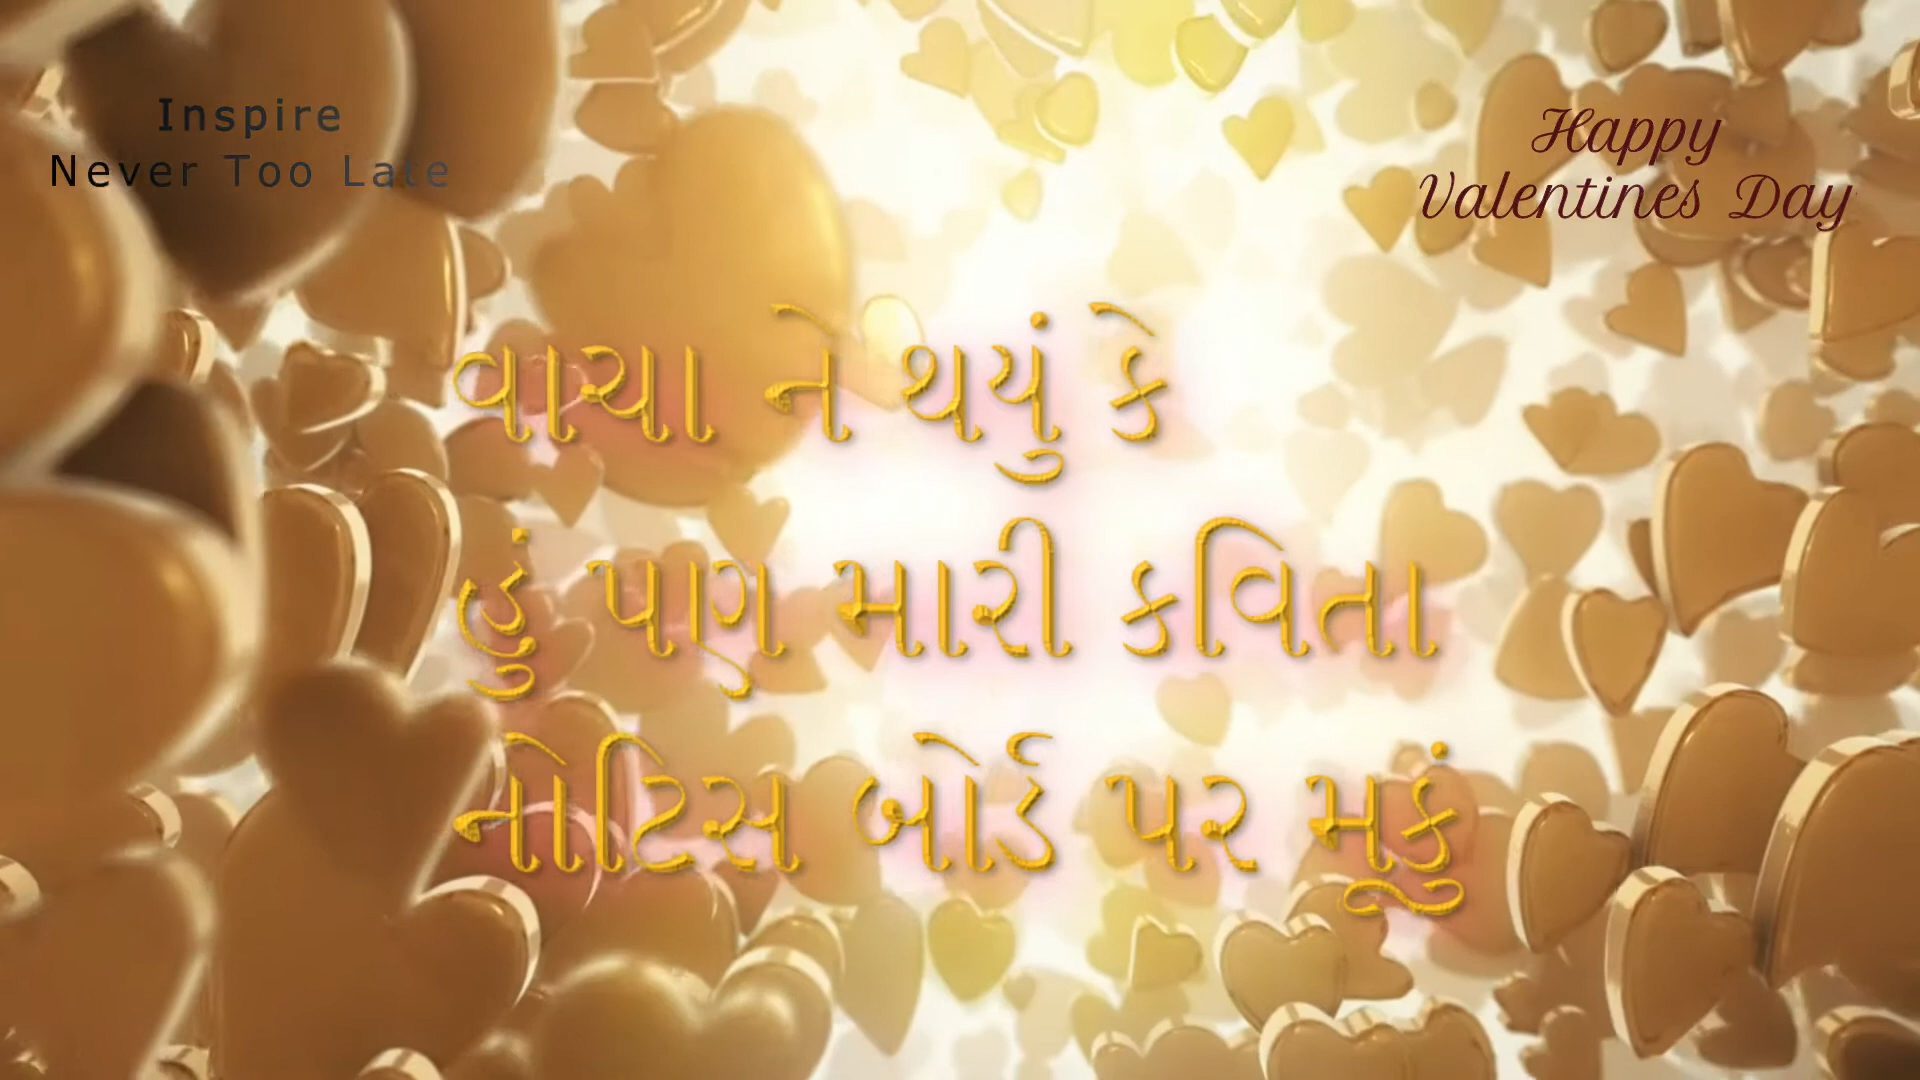 Inspire
Never Too Late
Happy
Valentines Day
વાચા ને થયું કે
હું પણ મારી કવિતા
નોટિસ બોર્ડ પર મૂકું